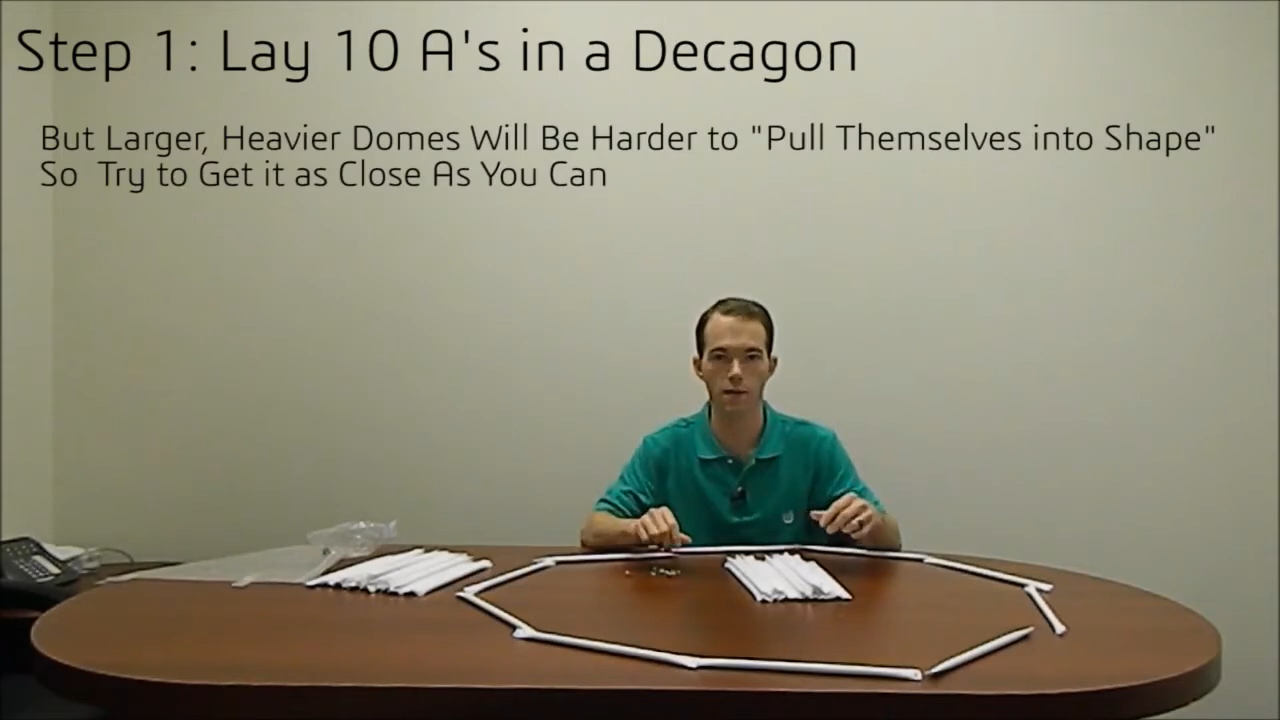 Step 1: Lay 10 A's in a Decagon
But Larger, Heavier Domes Will Be Harder to "Pull Themselves into Shape"
So Try to Get it as Close As You Can